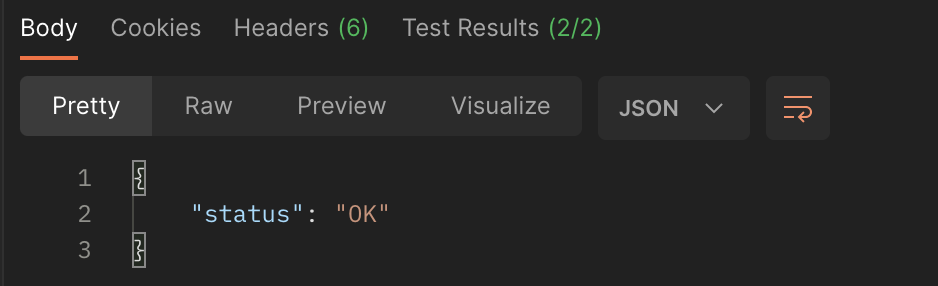 Body Cookies Headers (6) Test Results (2/2)
Pretty Raw Preview Visualize JSON
1 {
2 "status": "OK"
3 }